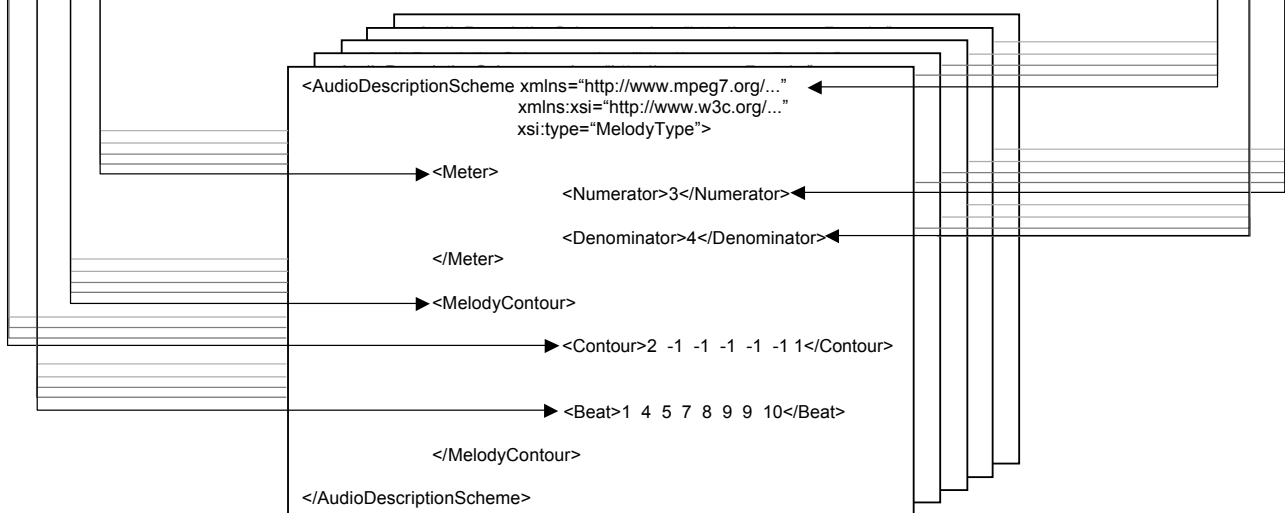 <AudioDescriptionScheme xmlns=“http://www.mpeg7.org/...”
xmlns:xsi=“http://www.w3c.org/...”
xsi:type=“MelodyType”>
<Meter>
<Numerator>3</Numerator>
<Denominator>4</Denominator>
</Meter>
<MelodyContour>
<Contour>2 -1 -1 -1 -1 -1 1</Contour>
<Beat>1 4 5 7 8 9 9 10</Beat>
</MelodyContour>
</AudioDescriptionScheme>